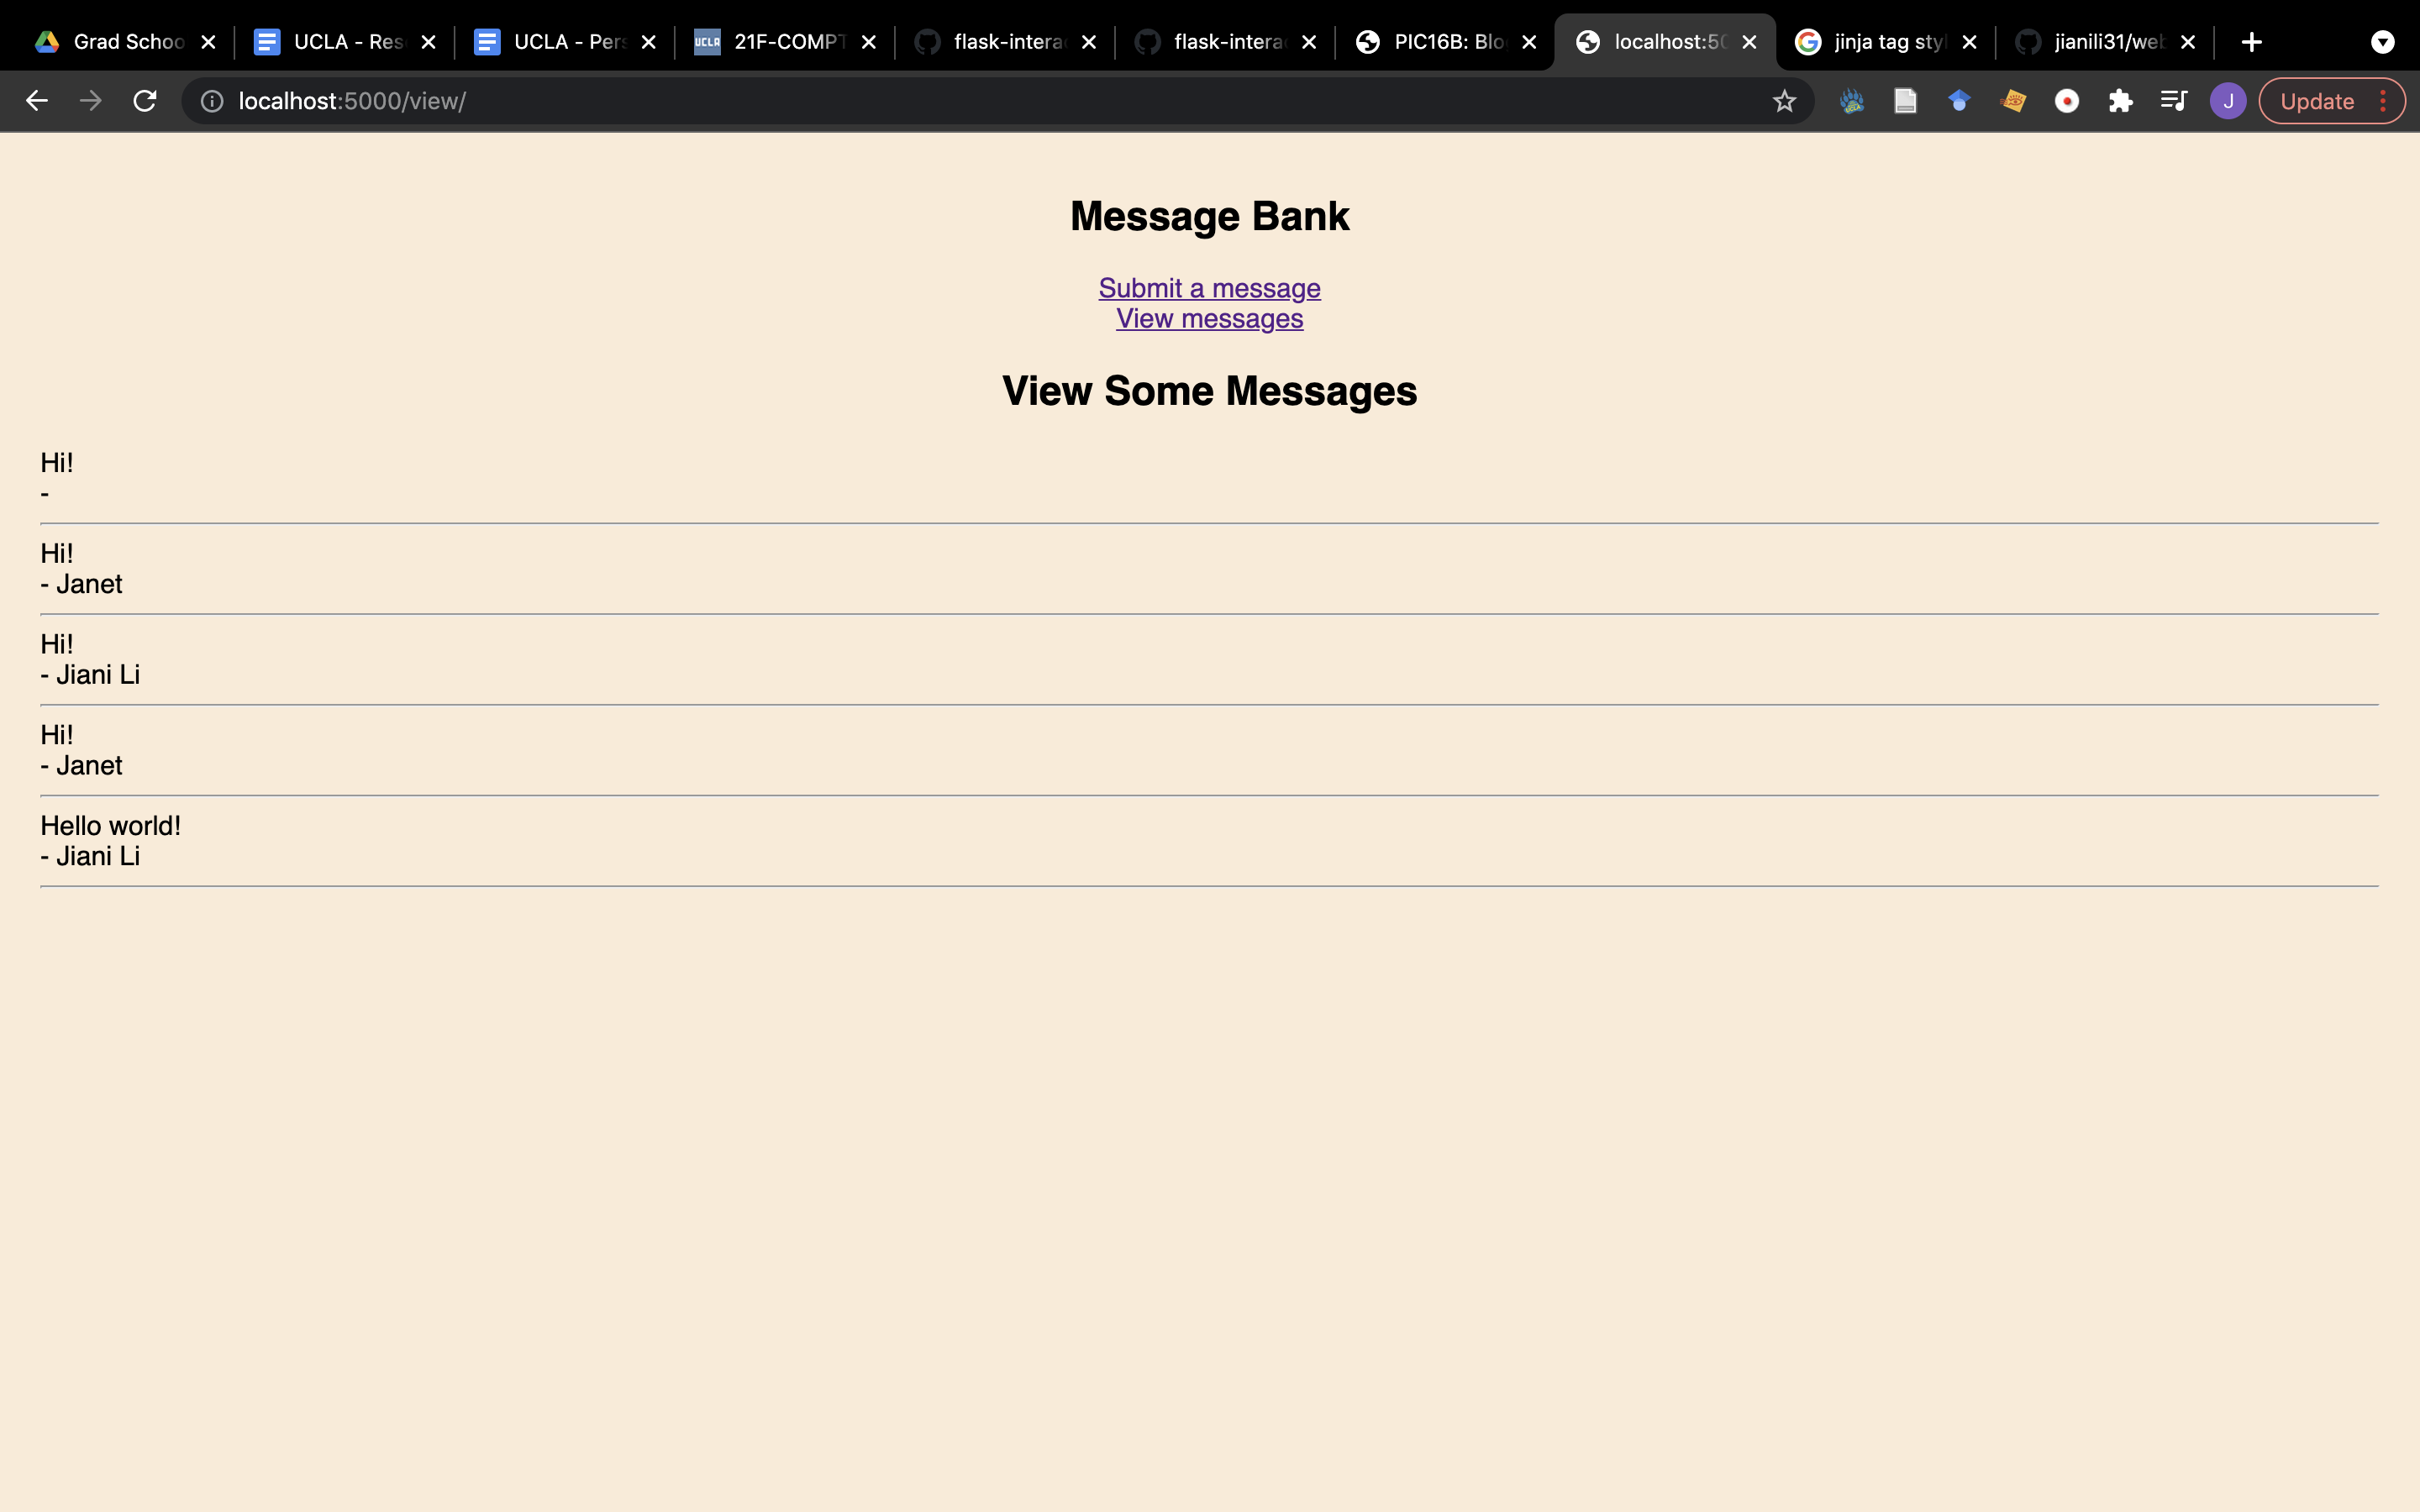 Grad Schoo
UCLA - Res
UCLA - Pers
UCLA 21F-COMPT
flask-intera
flask-intera
PIC16B: Blo
localhost:50
jinja tag styl
jianili31/web
localhost:5000/view/
J
Update
Message Bank
Submit a message
View messages
View Some Messages
Hi!
-
Hi!
- Janet
Hi!
- Jiani Li
Hi!
- Janet
Hello world!
- Jiani Li